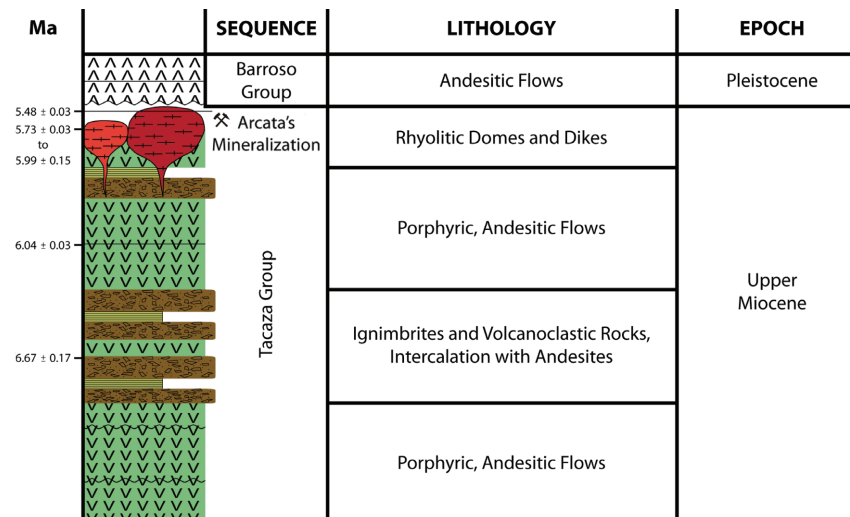 Ma
SEQUENCE
LITHOLOGY
EPOCH
Barroso
Group
Andesitic Flows
Pleistocene
5.48 ± 0.03
5.73 ± 0.03
to
5.99 ± 0.15
Arcata's
Mineralization
Rhyolitic Domes and Dikes
Porphyric, Andesitic Flows
6.04 ± 0.03
Tacaza Group
Upper
Miocene
Ignimbrites and Volcanoclastic Rocks,
Intercalation with Andesites
6.67 ± 0.17
Porphyric, Andesitic Flows